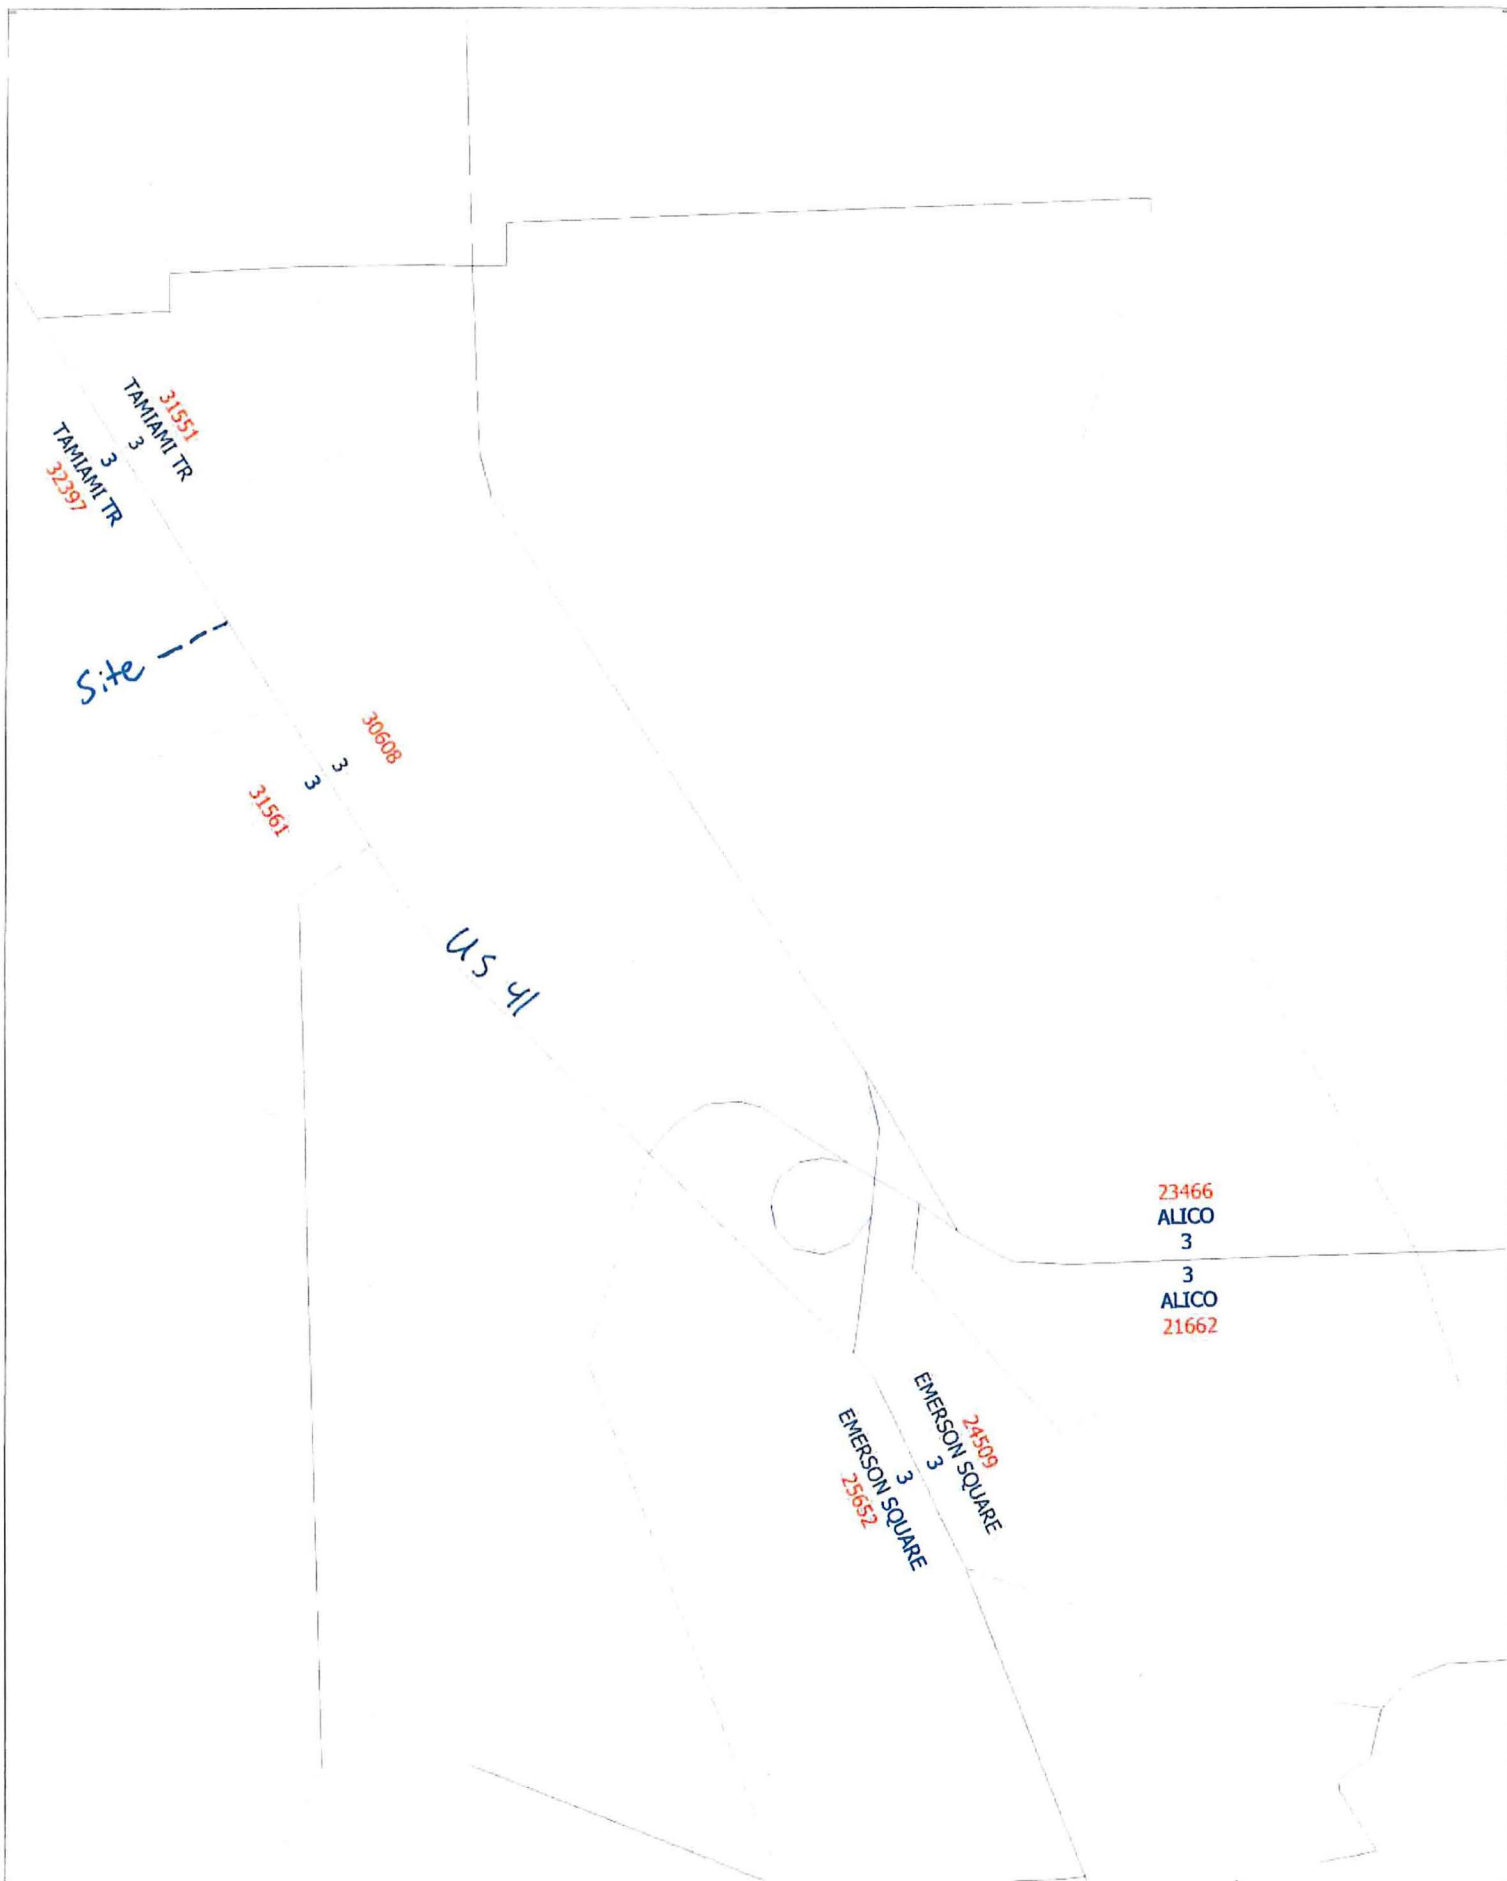 31551
TAMIAMI TR
3
3
TAMIAMI TR
32397
Site
30608
3
3
31561
US 41
23466
ALICO
3
3
ALICO
21662
24509
EMERSON SQUARE
3
3
EMERSON SQUARE
25652